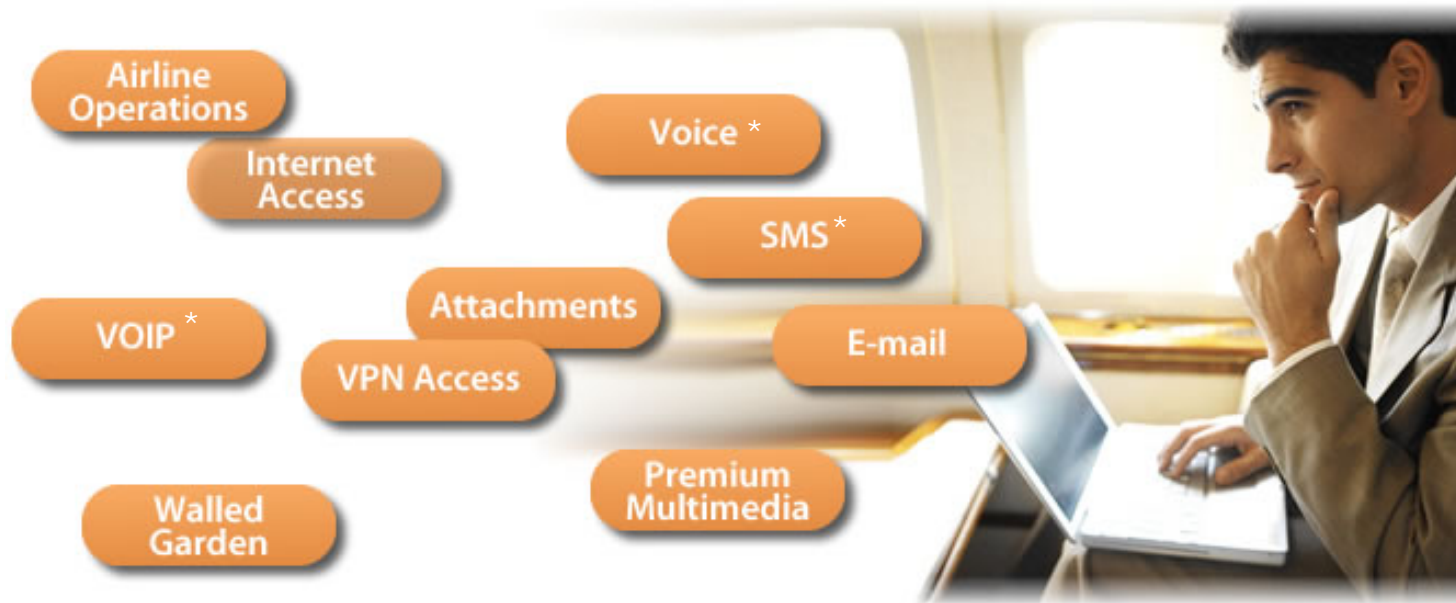 Airline
Operations
Internet
Access
Voice *
SMS *
Attachments
VOIP *
VPN Access
E-mail
Premium
Multimedia
Walled
Garden